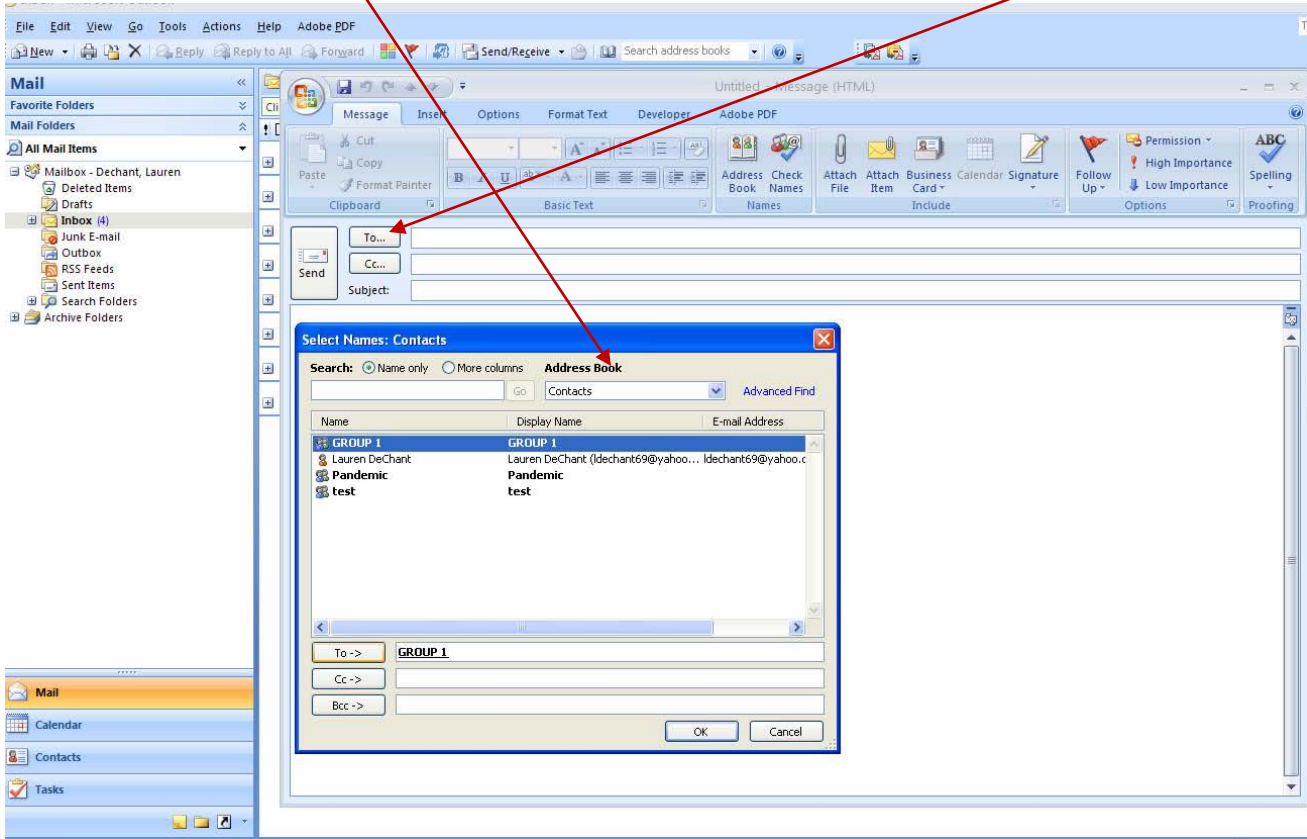 File Edit View Go Tools Actions Help Adobe PDF
New Reply Reply to All Forward Send/Receive Search address books
Mail
Favorite Folders
Mail Folders
All Mail Items
Mailbox - Dechant, Lauren
Deleted Items
Drafts
Inbox (4)
Junk E-mail
Outbox
RSS Feeds
Sent Items
Search Folders
Archive Folders
Mail
Calendar
Contacts
Tasks
Untitled - Message (HTML)
Message Insert Options Format Text Developer Adobe PDF
Paste
Cut
Copy
Format Painter
Clipboard
B I U
Basic Text
Address Book
Check Names
Names
Attach File
Attach Item
Business Card
Calendar
Signature
Include
Follow Up
Permission
High Importance
Low Importance
Options
ABC
Spelling
Proofing
Send
To...
Cc...
Subject:
Select Names: Contacts
Search: Name only More columns Address Book
Go Contacts Advanced Find
Name Display Name E-mail Address
GROUP 1 GROUP 1
Lauren DeChant Lauren DeChant (ldechant69@yahoo... ldechant69@yahoo.c
Pandemic Pandemic
test test
To -> GROUP 1
Cc ->
Bcc ->
OK Cancel